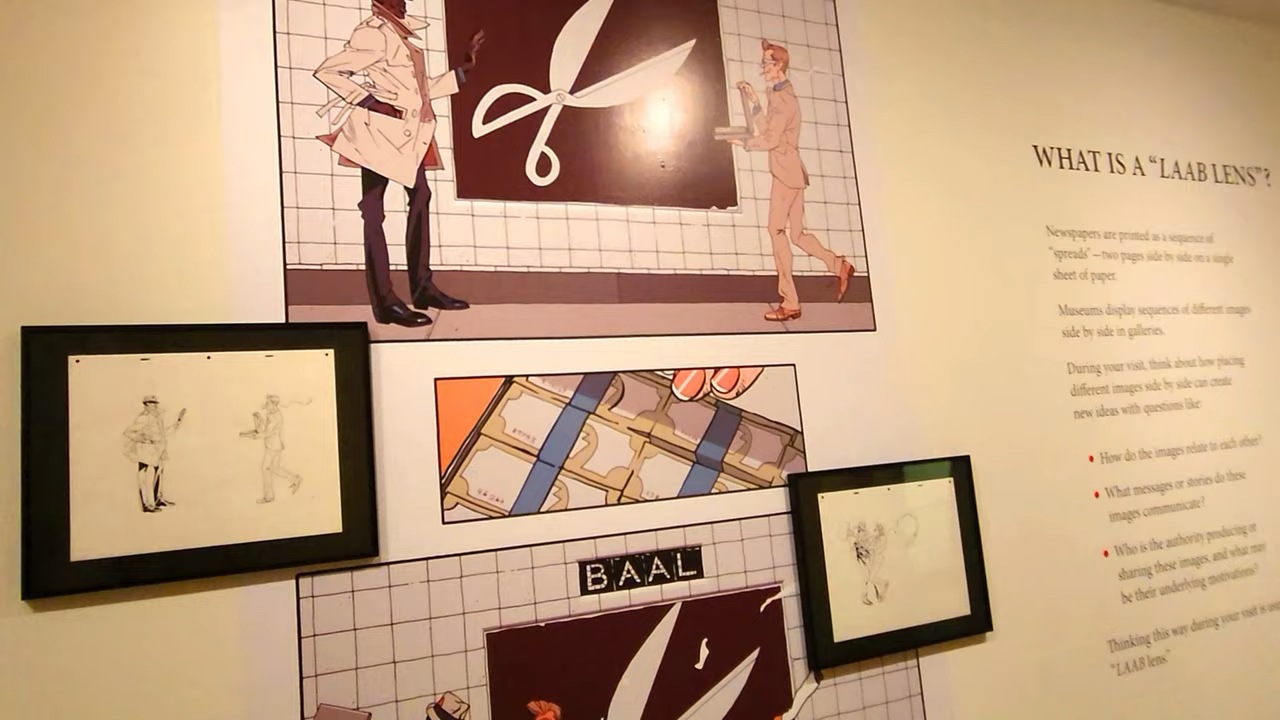 WHAT IS A “LAAB LENS”?
Newspapers are printed as a sequence of
“spreads”—two pages side by side on a single
sheet of paper.
Museums display sequences of different images
side by side in galleries.
During your visit, think about how placing
different images side by side can create
new ideas with questions like:
• How do the images relate to each other?
• What messages or stories do these
images communicate?
• Who is the authority producing or
sharing these images, and what may
be their underlying motivations?
Thinking this way during your visit is
“LAAB lens.”
BAAL